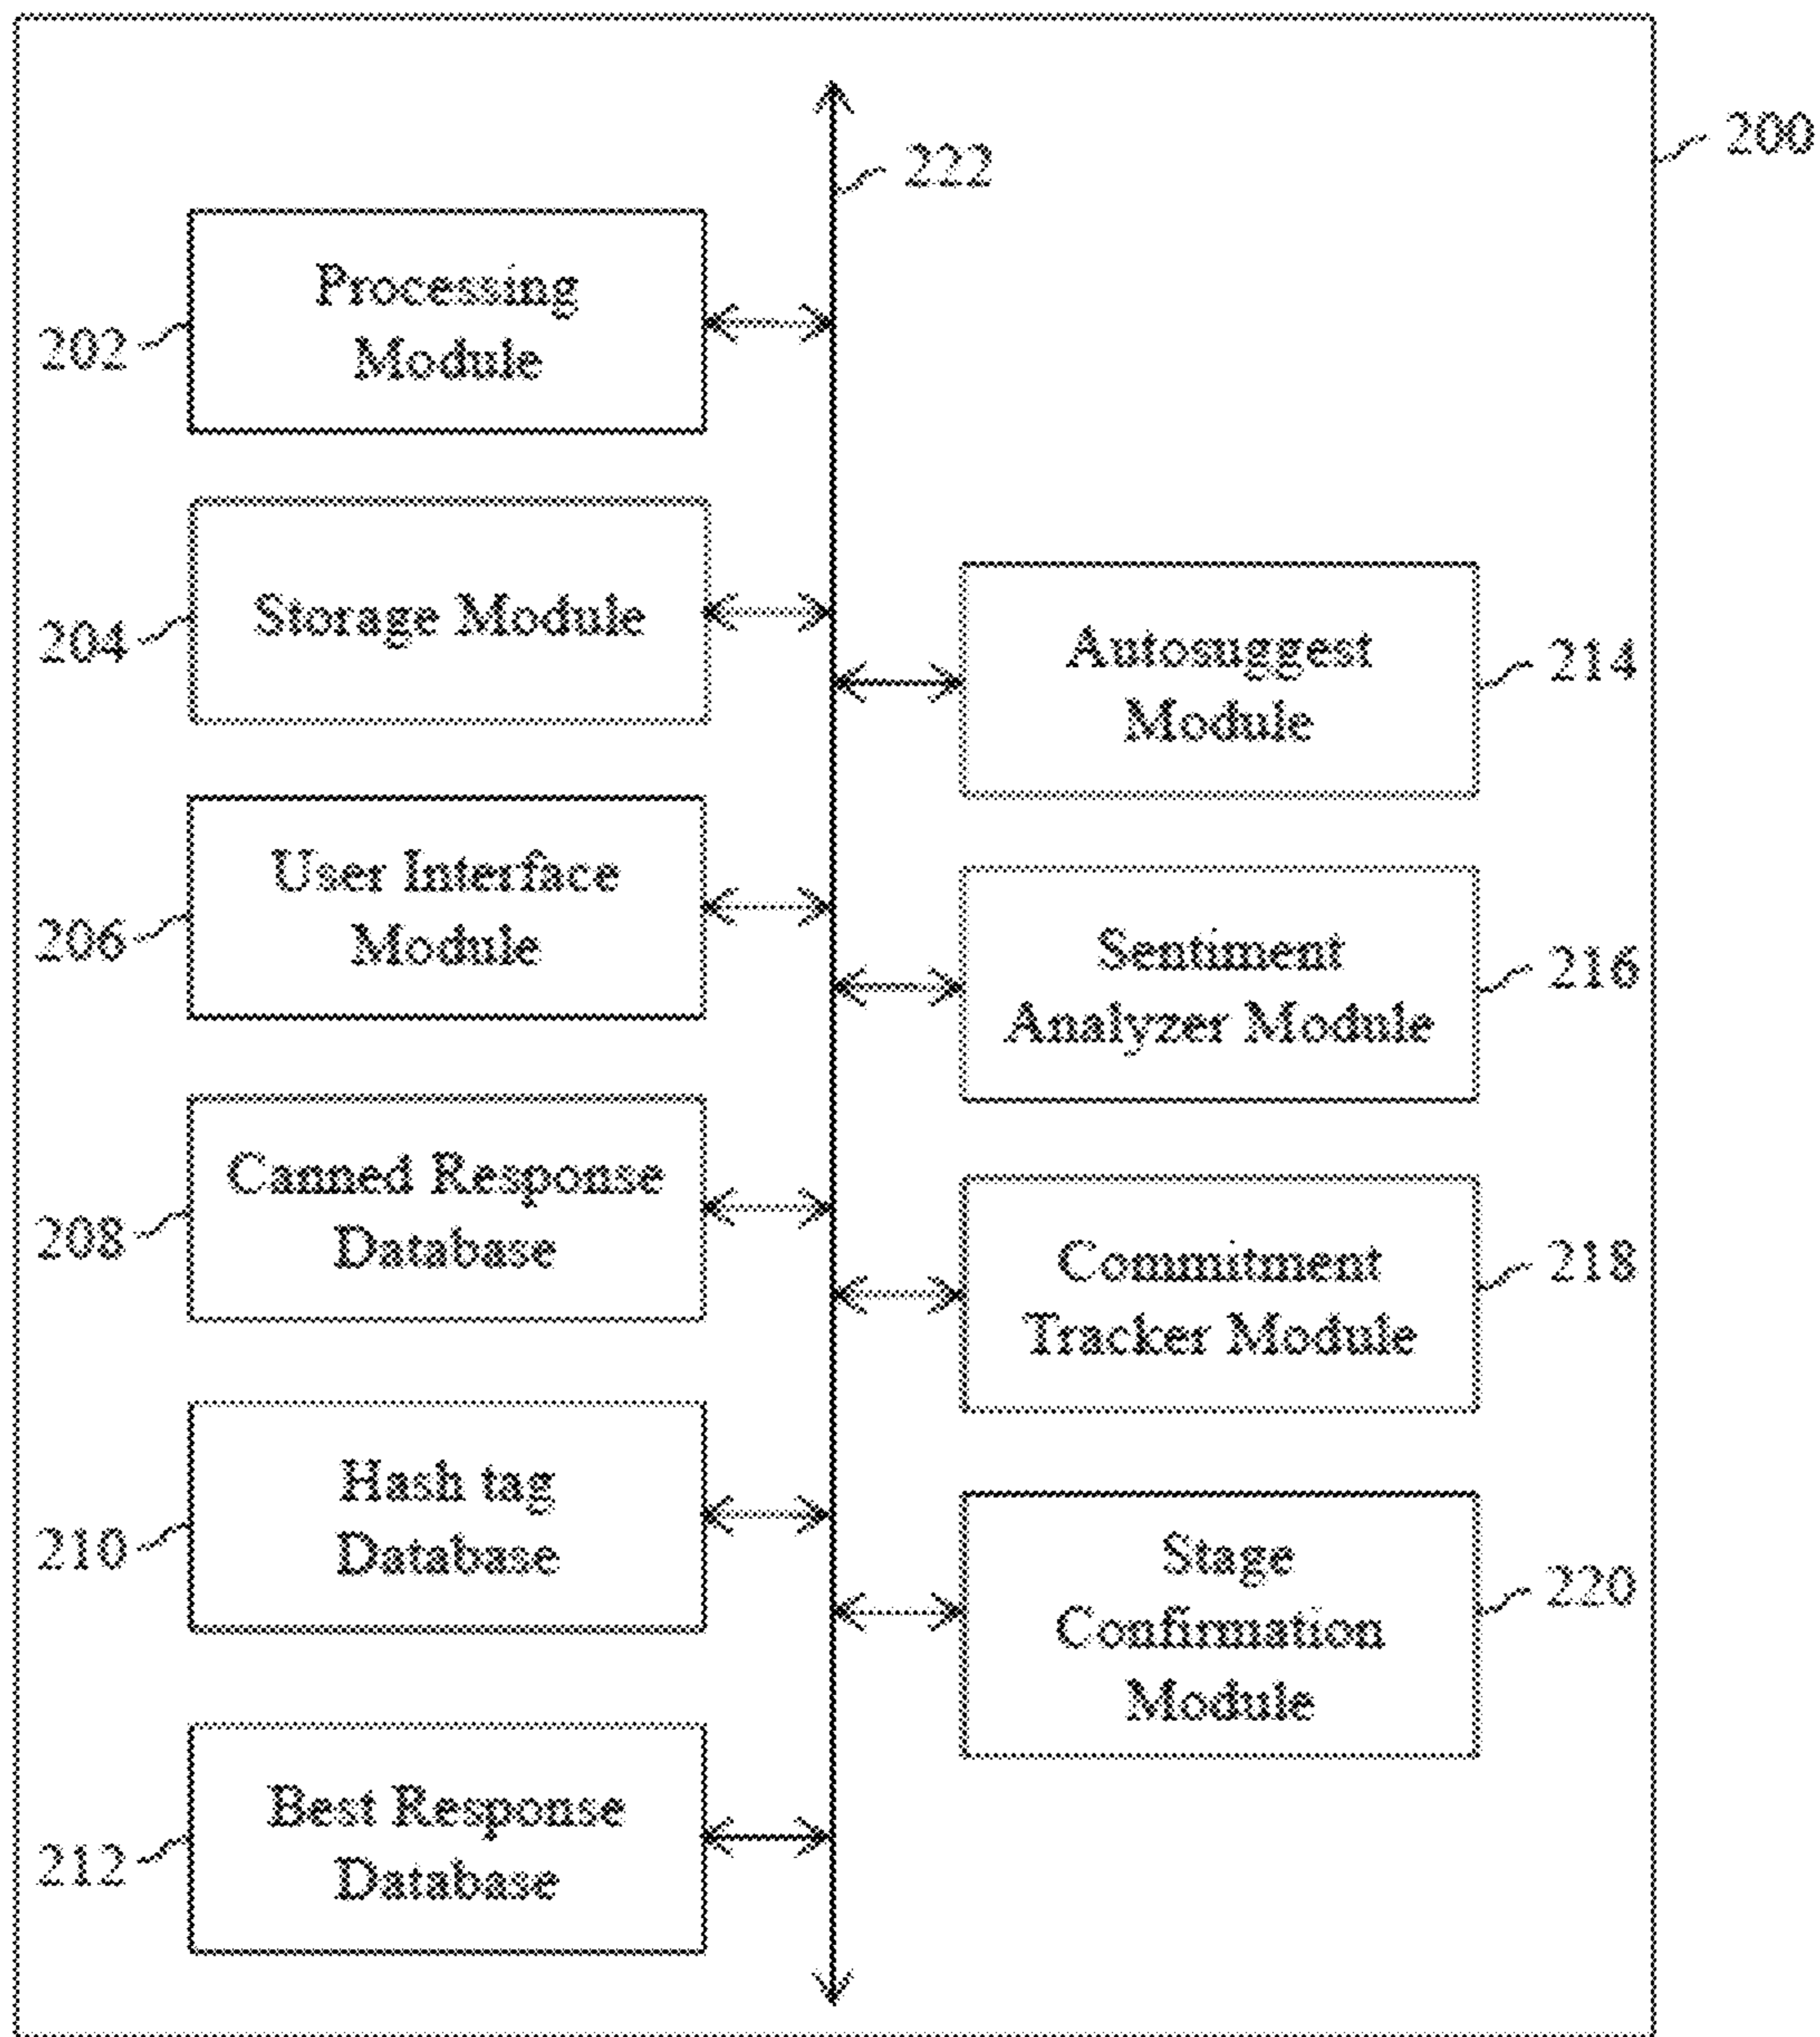 200
222
Processing
Module
202
Storage Module
204
User Interface
Module
206
Canned Response
Database
208
Hash tag
Database
210
Best Response
Database
212
Autosuggest
Module
214
Sentiment
Analyzer Module
216
Commitment
Tracker Module
218
Stage
Confirmation
Module
220